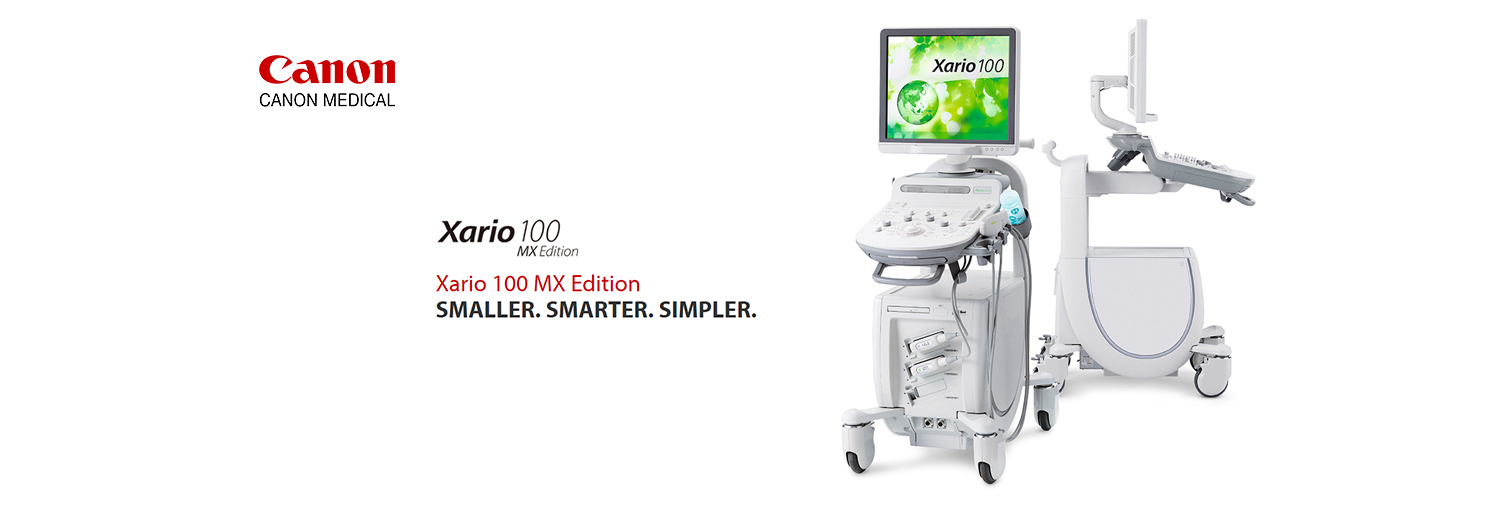 Canon
CANON MEDICAL
Xario 100
Xario 100
MX Edition
Xario 100 MX Edition
SMALLER. SMARTER. SIMPLER.